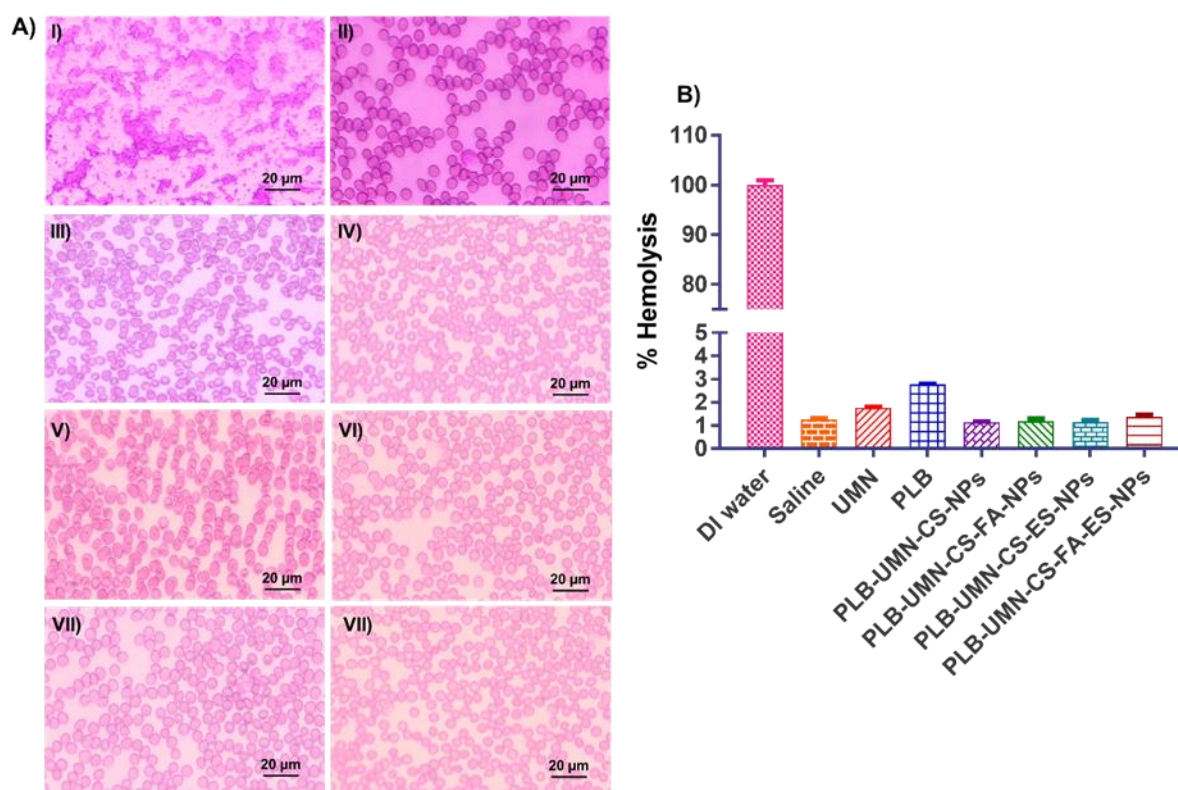 A)
I)
20 µm
II)
20 µm
III)
20 µm
IV)
20 µm
V)
20 µm
VI)
20 µm
VII)
20 µm
VII)
20 µm
B)
% Hemolysis
110
100
90
80
5
4
3
2
1
0
DI water
Saline
UMN
PLB
PLB-UMN-CS-NPs
PLB-UMN-CS-FA-NPs
PLB-UMN-CS-ES-NPs
PLB-UMN-CS-FA-ES-NPs